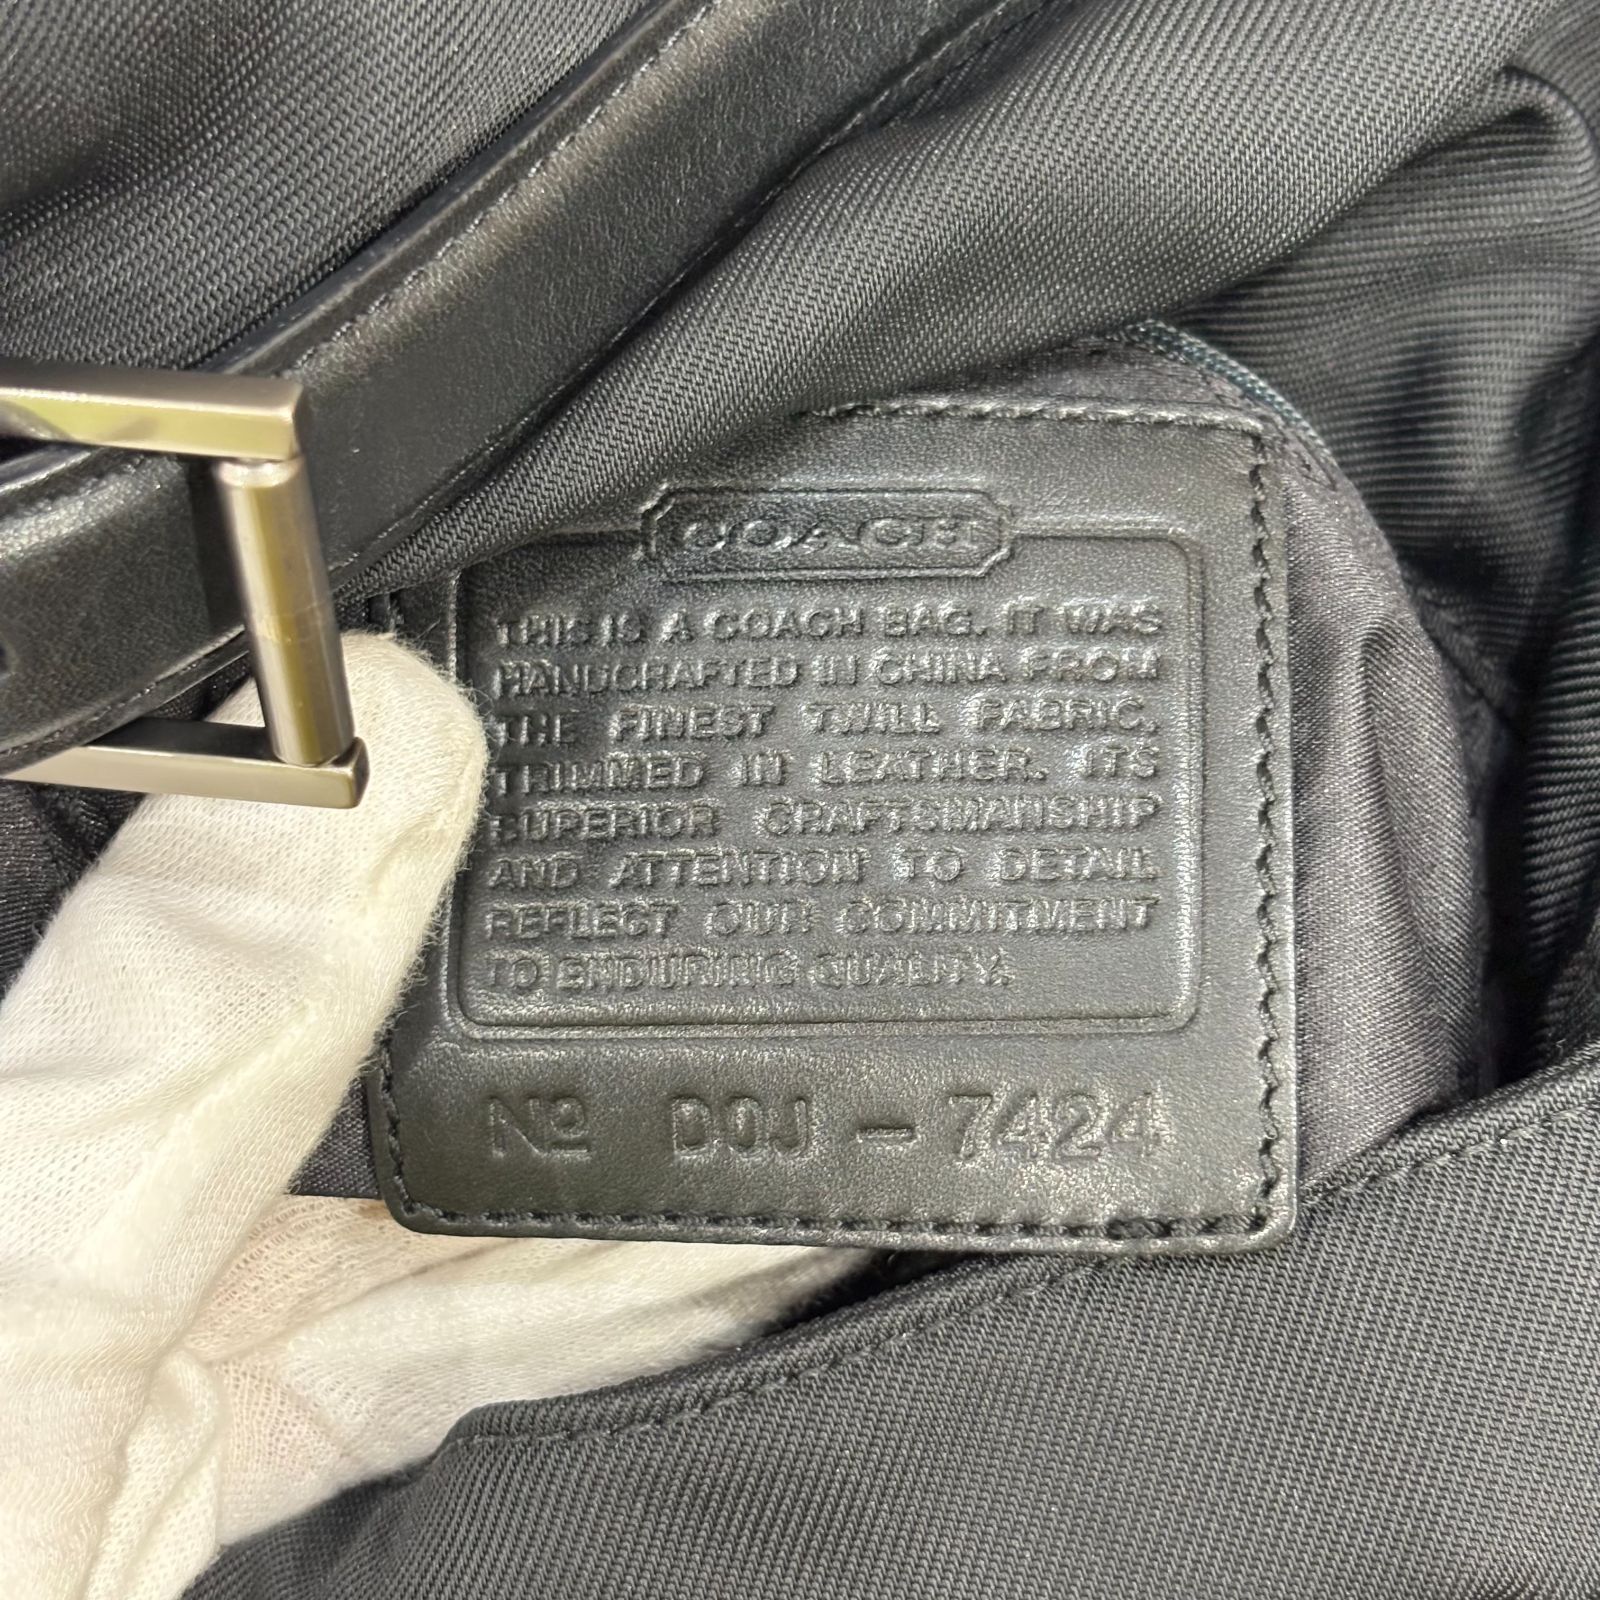 COACH
THIS IS A COACH BAG. IT WAS
HANDCRAFTED IN CHINA FROM
THE FINEST TWILL FABRIC,
TRIMMED IN LEATHER. ITS
SUPERIOR CRAFTSMANSHIP
AND ATTENTION TO DETAIL
REFLECT OUR COMMITMENT
TO ENDURING QUALITY.
No D0J - 7424